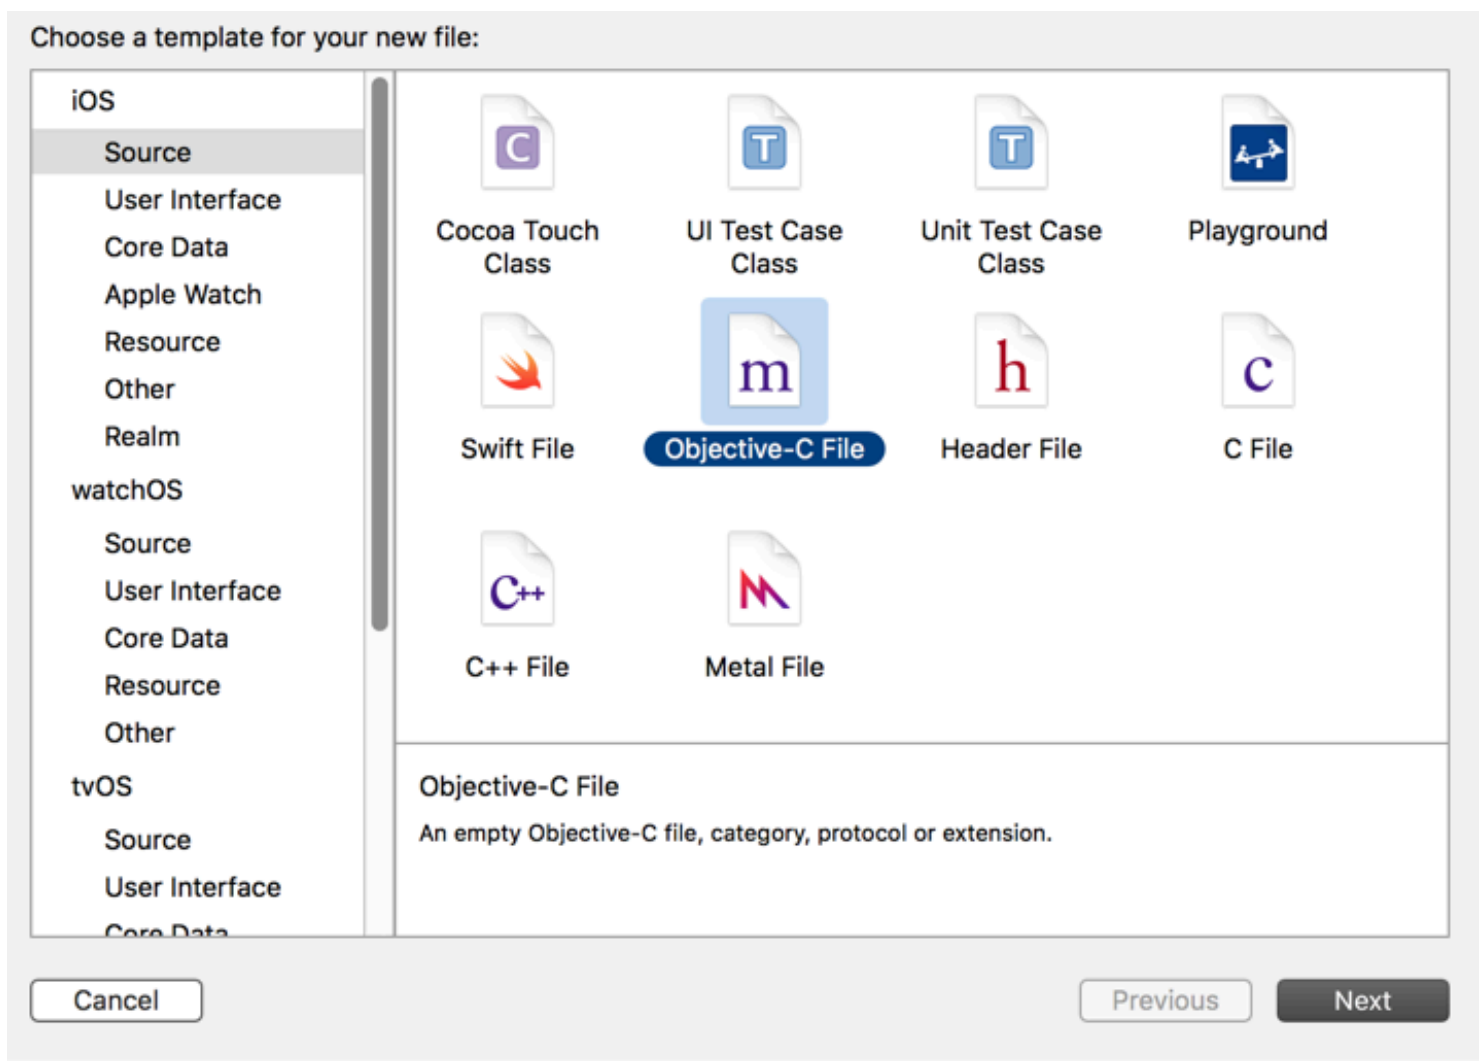 Choose a template for your new file:
iOS
Source
User Interface
Core Data
Apple Watch
Resource
Other
Realm
watchOS
Source
User Interface
Core Data
Resource
Other
tvOS
Source
User Interface
Core Data
C
T
T
Cocoa Touch
Class
UI Test Case
Class
Unit Test Case
Class
Playground
m
h
c
Swift File
Objective-C File
Header File
C File
C++
C++ File
Metal File
Objective-C File
An empty Objective-C file, category, protocol or extension.
Cancel
Previous
Next